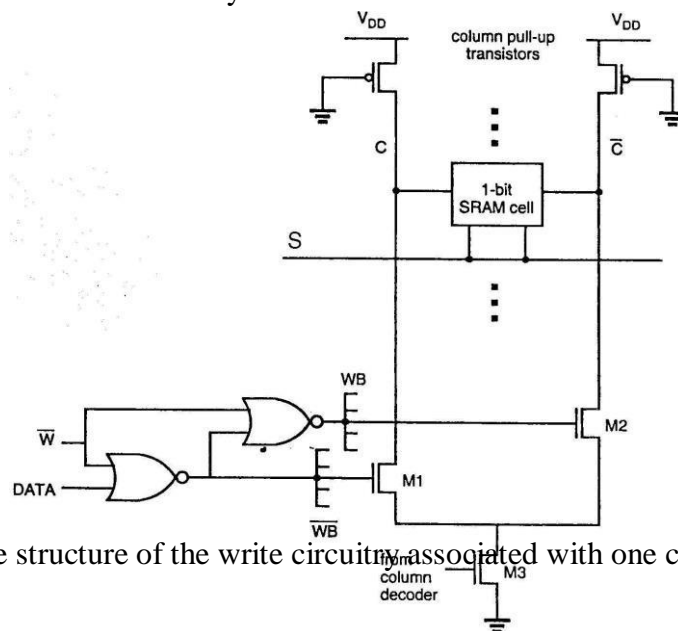 V_DD
column pull-up
transistors
V_DD
C
C̅
1-bit
SRAM cell
S
WB
W̅
M2
DATA
M1
W̅B̅
e structure of the write circuitry associated with one c
from
column
decoder
M3